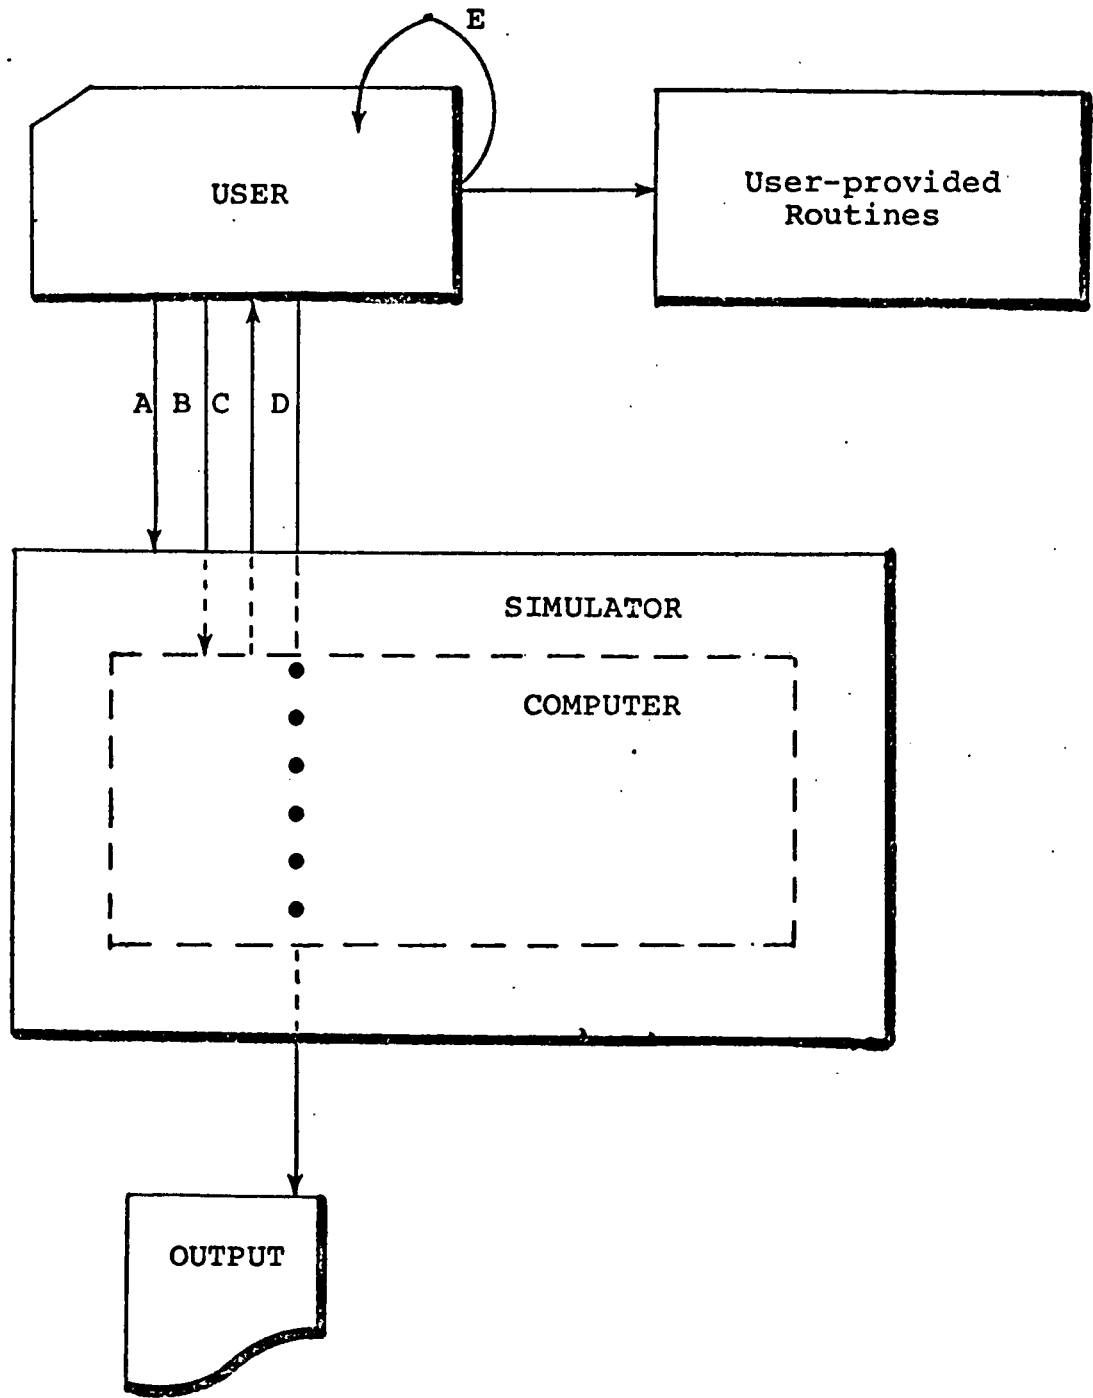 E
USER
User-provided
Routines
A B C D
SIMULATOR
COMPUTER
OUTPUT